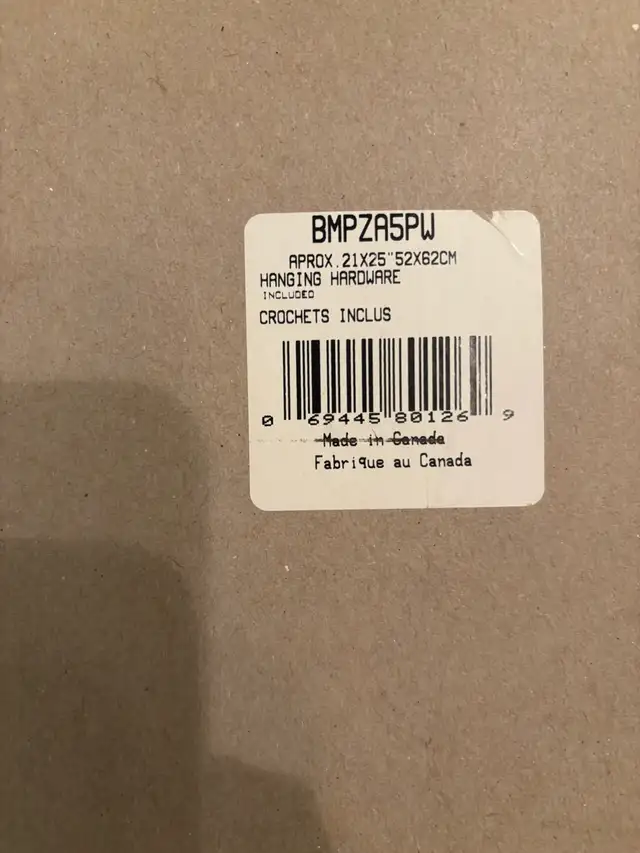 BMPZA5PW
APROX.21X25"52X62CM
HANGING HARDWARE
INCLUDED
CROCHETS INCLUS
0 69445 80126 9
Made in Canada
Fabrique au Canada